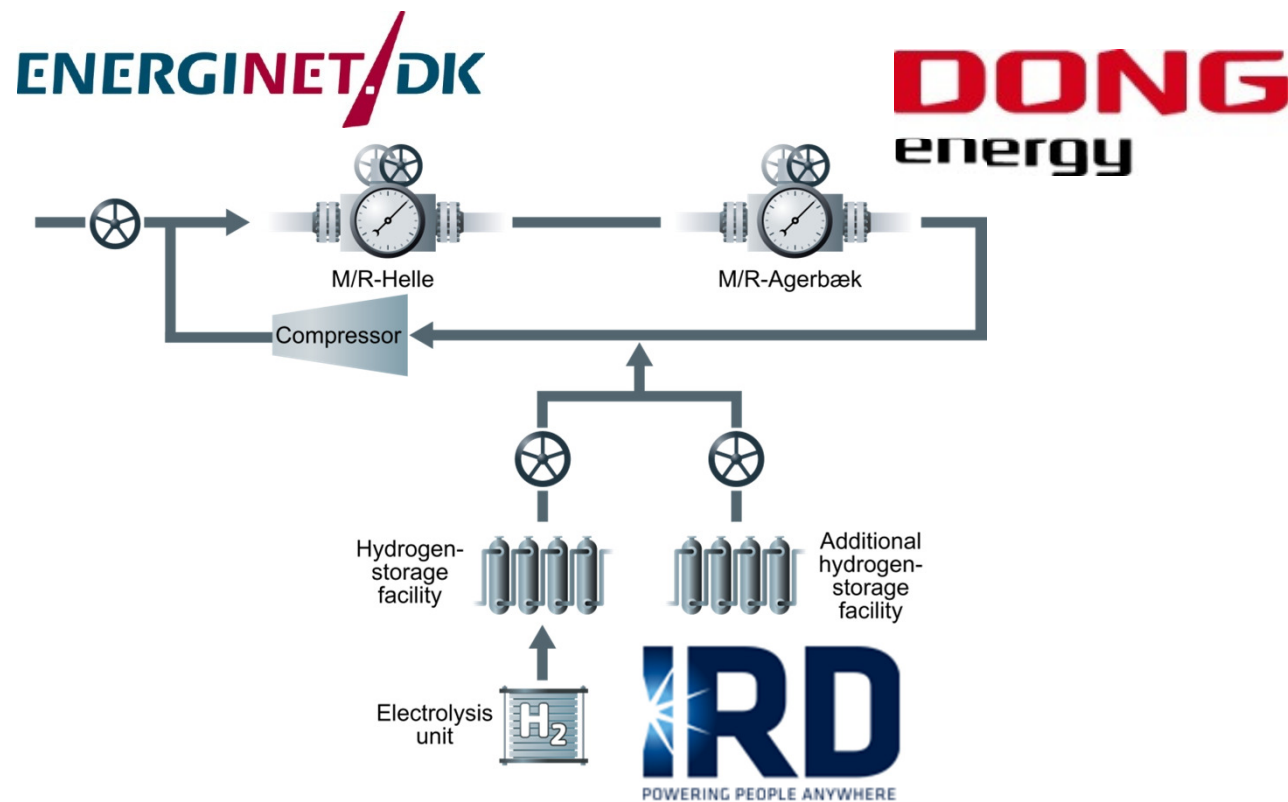 ENERGINET/DK
DONG
energy
M/R-Helle
M/R-Agerbæk
Compressor
Hydrogen-
storage
facility
Additional
hydrogen-
storage
facility
Electrolysis
unit
H2
IRD
POWERING PEOPLE ANYWHERE